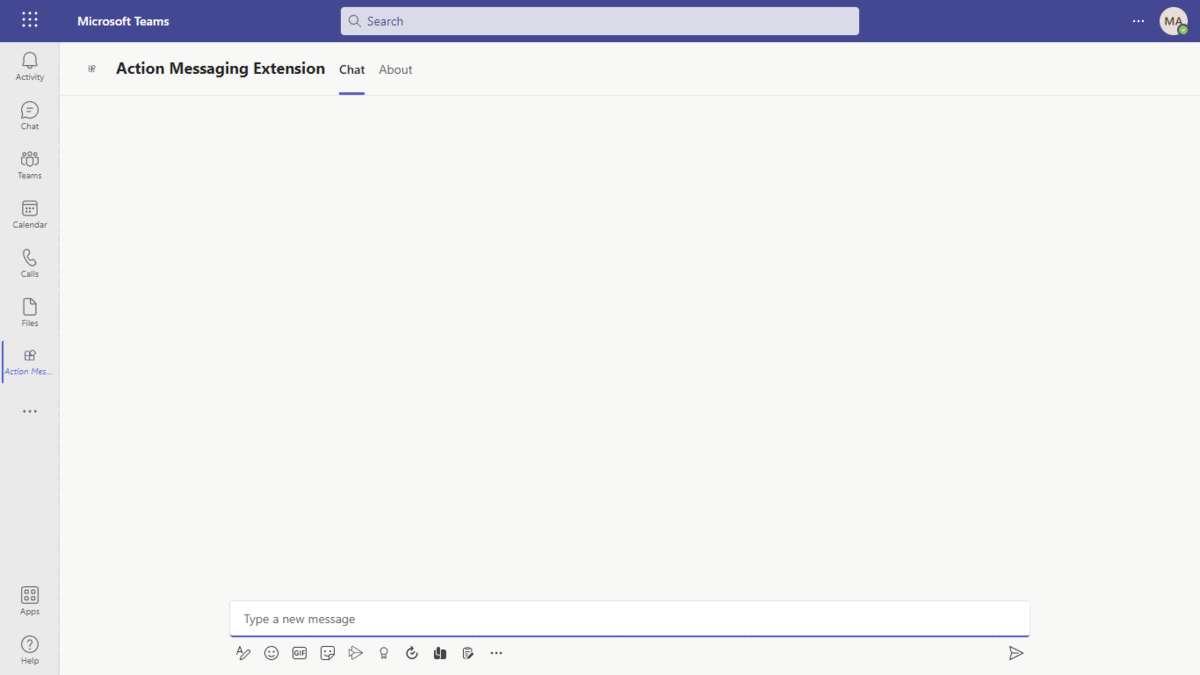 Microsoft Teams
Search
MA
Activity
Chat
Teams
Calendar
Calls
Files
Action Mes...
Apps
Help
Action Messaging Extension
Chat
About
Type a new message
GIF